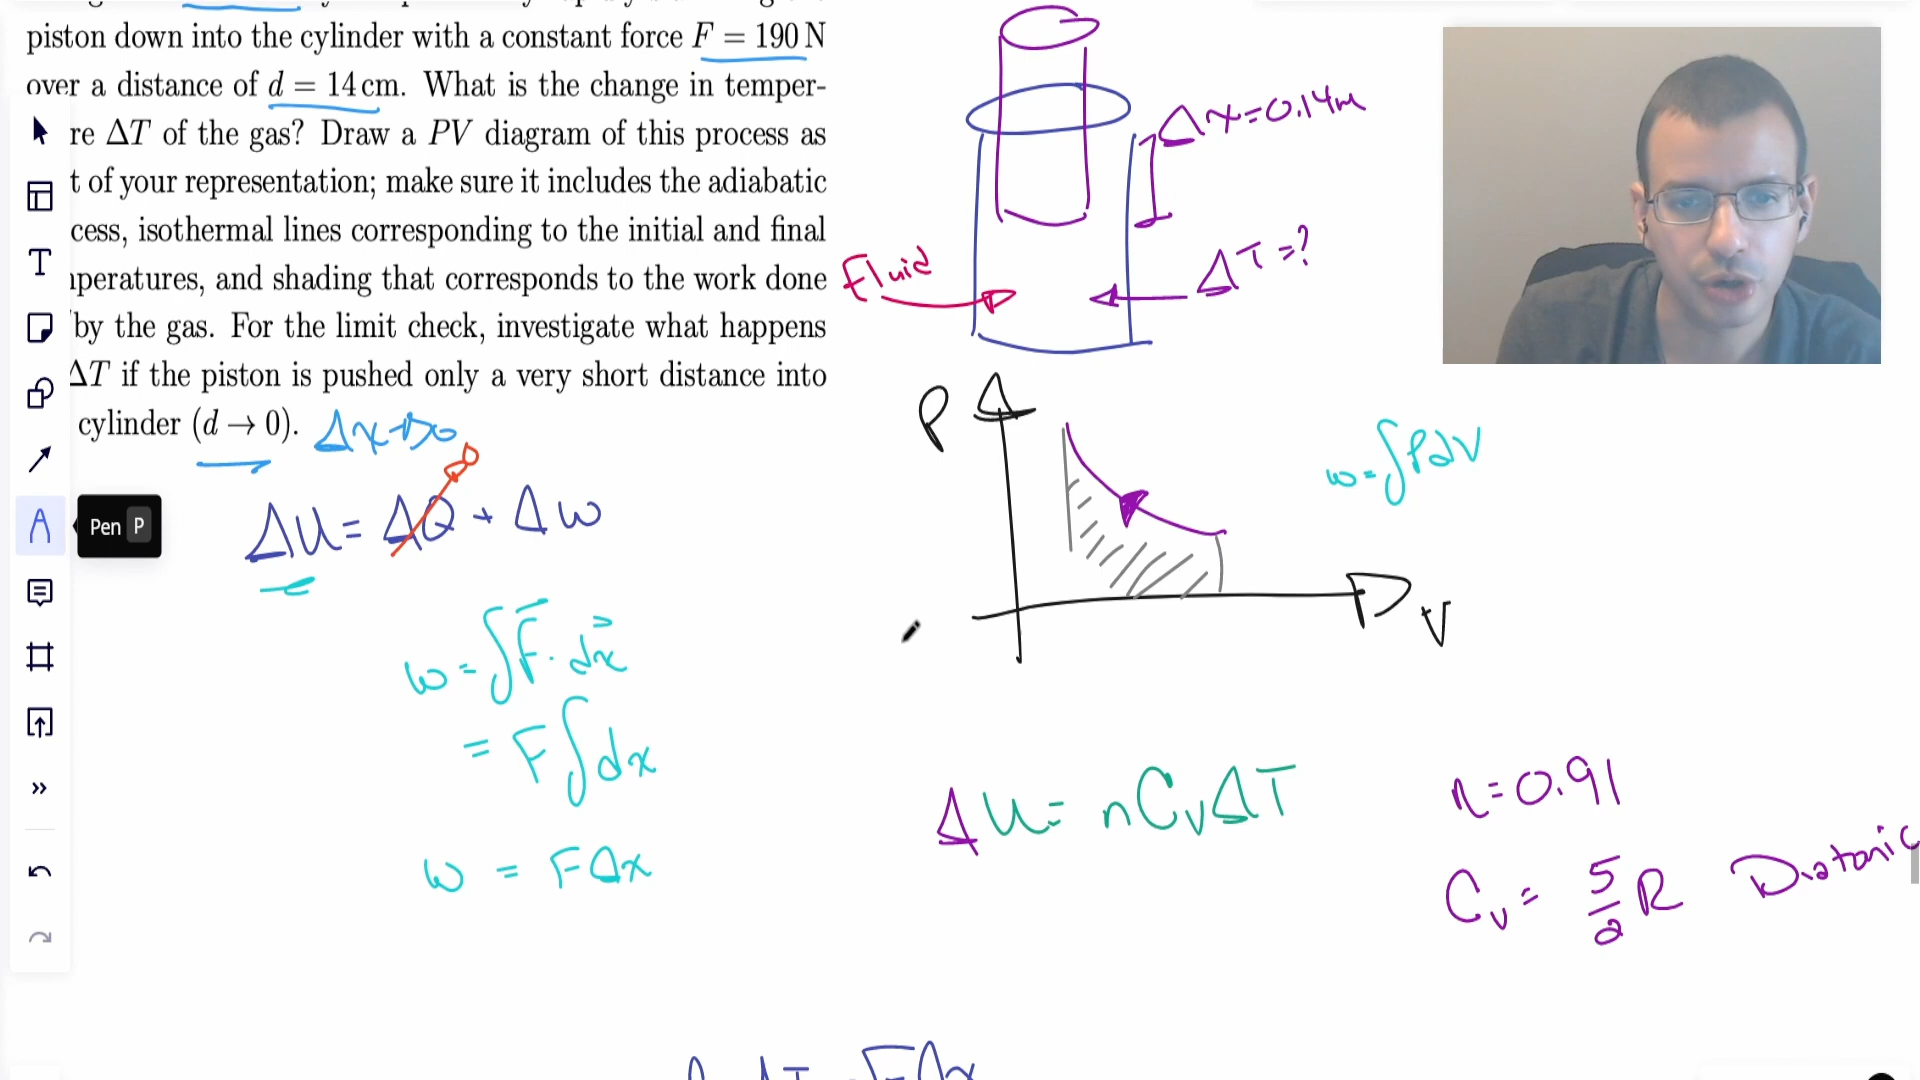 piston down into the cylinder with a constant force F = 190 N
over a distance of d = 14 cm. What is the change in temper-
re ΔT of the gas? Draw a PV diagram of this process as
t of your representation; make sure it includes the adiabatic
cess, isothermal lines corresponding to the initial and final
peratures, and shading that corresponds to the work done
by the gas. For the limit check, investigate what happens
ΔT if the piston is pushed only a very short distance into
cylinder (d → 0).
Δx→0
Pen P
ΔU = ΔQ + Δw
0
w = ∫F · dx
= F∫dx
w = FΔx
Δx=0.14m
Fluid
ΔT=?
P
V
w=∫PdV
ΔU = nCvΔT
n=0.91
Cv = 5/2 R Diatomic